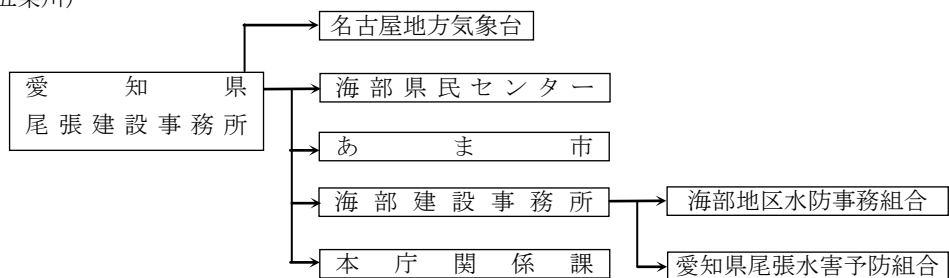 名古屋地方気象台
愛知県
尾張建設事務所
海部県民センター
あま市
海部建設事務所
海部地区水防事務組合
本庁関係課
愛知県尾張水害予防組合